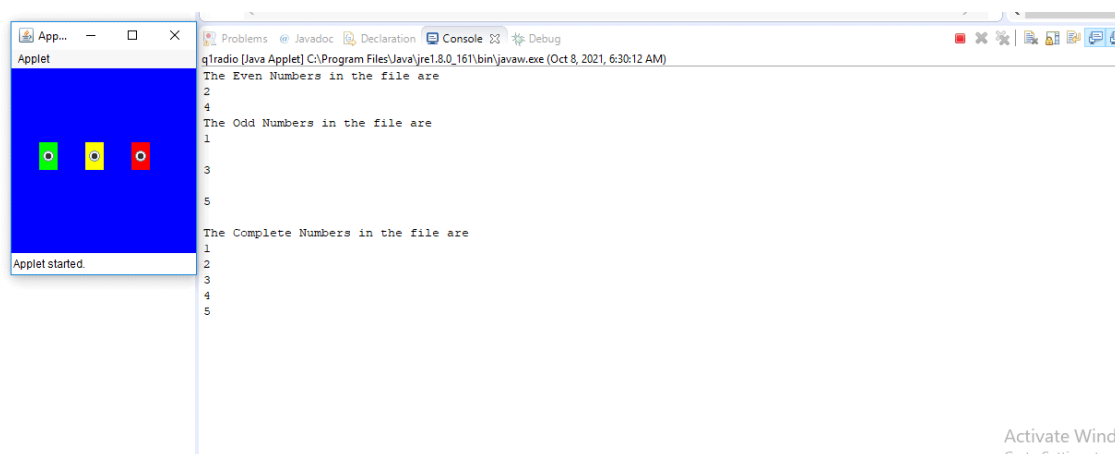 App...
Applet
Applet started.
Problems @ Javadoc Declaration Console Debug
q1radio [Java Applet] C:\Program Files\Java\jre1.8.0_161\bin\javaw.exe (Oct 8, 2021, 6:30:12 AM)
The Even Numbers in the file are
2
4
The Odd Numbers in the file are
1
3
5
The Complete Numbers in the file are
1
2
3
4
5
Activate Wind